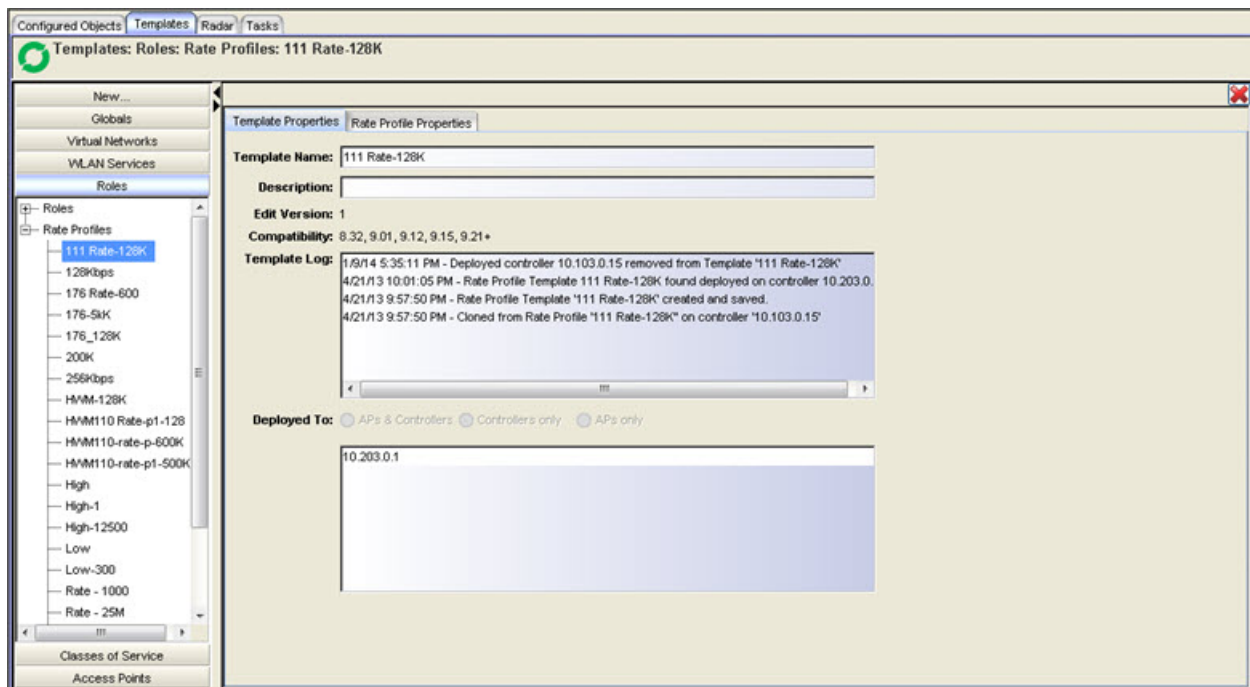 Configured Objects Templates Radar Tasks
Templates: Roles: Rate Profiles: 111 Rate-128K
New...
Globals
Virtual Networks
WLAN Services
Roles
Roles
Rate Profiles
111 Rate-128K
128Kbps
176 Rate-600
176-5kK
176_128K
200K
256Kbps
HWM-128K
HWM110 Rate-p1-128
HWM110-rate-p-600K
HWM110-rate-p1-500K
High
High-1
High-12500
Low
Low-300
Rate - 1000
Rate - 25M
Classes of Service
Access Points
Template Properties Rate Profile Properties
Template Name: 111 Rate-128K
Description:
Edit Version: 1
Compatibility: 8.32, 9.01, 9.12, 9.15, 9.21+
Template Log: 1/9/14 5:35:11 PM - Deployed controller 10.103.0.15 removed from Template '111 Rate-128K'
4/21/13 10:01:05 PM - Rate Profile Template 111 Rate-128K found deployed on controller 10.203.0.
4/21/13 9:57:50 PM - Rate Profile Template '111 Rate-128K' created and saved.
4/21/13 9:57:50 PM - Cloned from Rate Profile '111 Rate-128K" on controller '10.103.0.15'
Deployed To: APs & Controllers Controllers only APs only
10.203.0.1